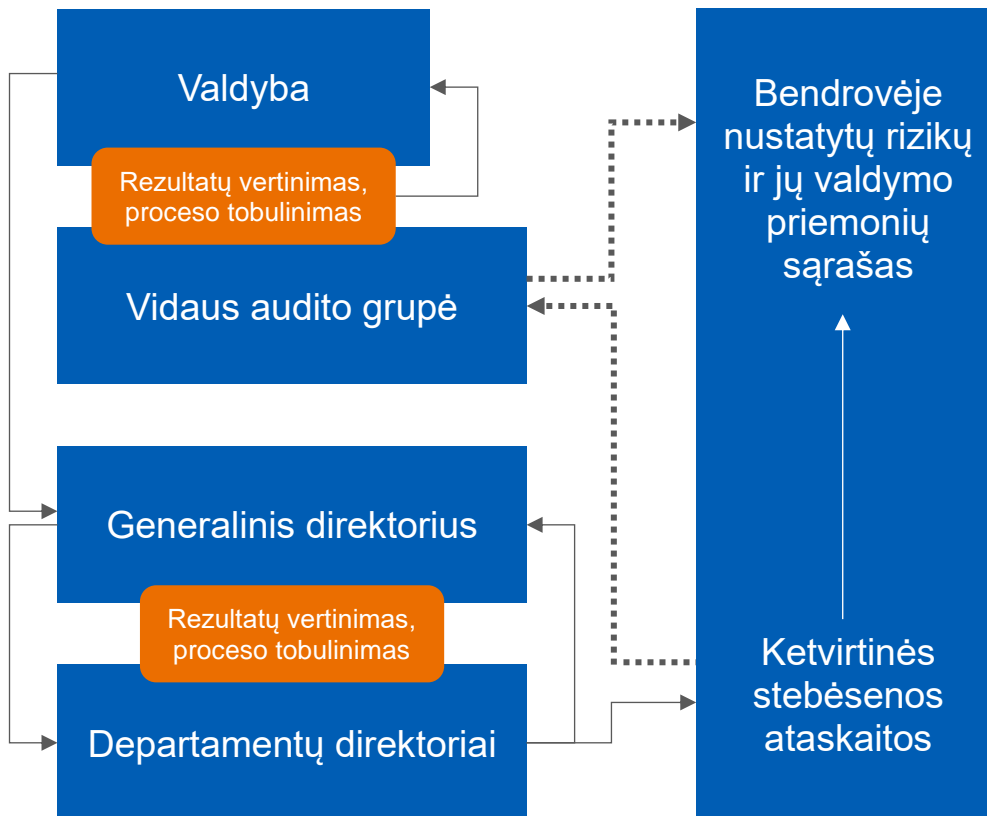 Valdyba
Rezultatų vertinimas,
proceso tobulinimas
Vidaus audito grupė
Generalinis direktorius
Rezultatų vertinimas,
proceso tobulinimas
Departamentų direktoriai
Bendrovėje
nustatytų rizikų
ir jų valdymo
priemonių
sąrašas
Ketvirtinės
stebėsenos
ataskaitos